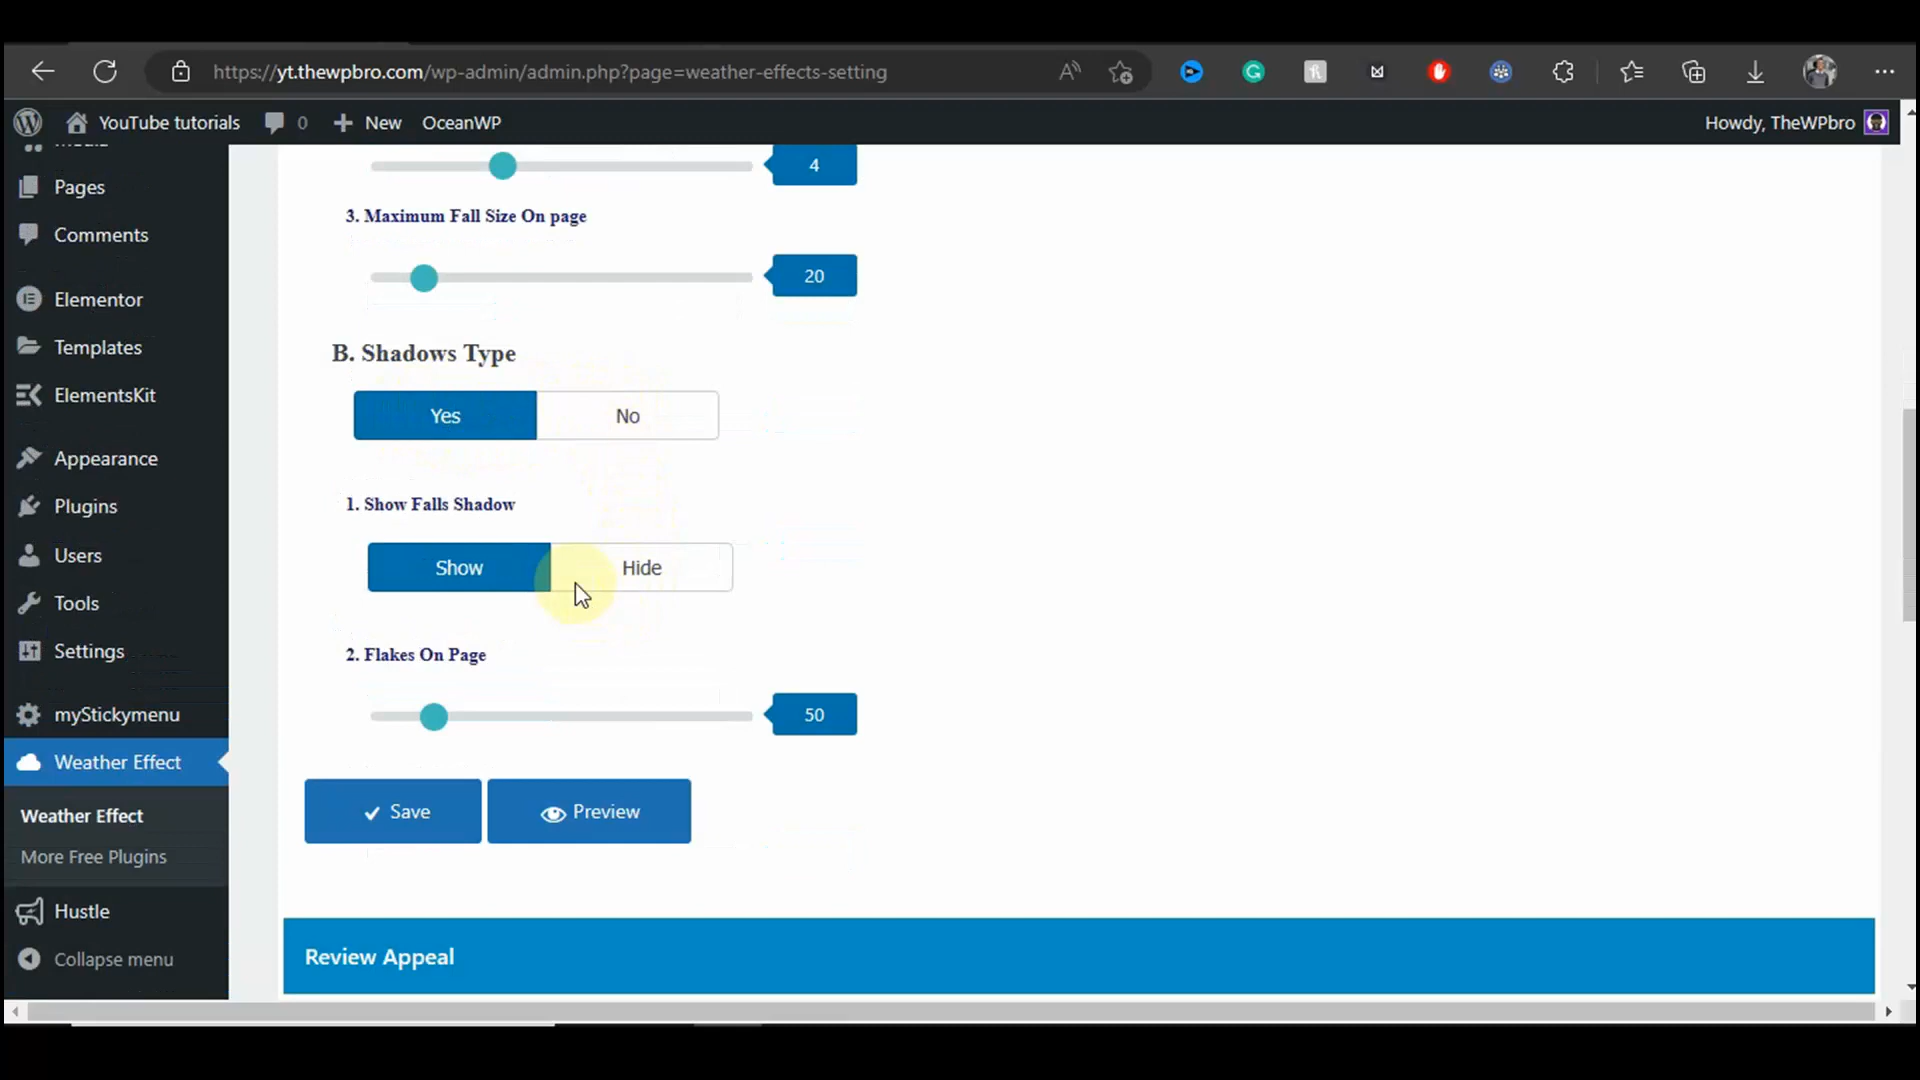 https://yt.thewpbro.com/wp-admin/admin.php?page=weather-effects-setting
YouTube tutorials 0 New OceanWP
Howdy, TheWPbro
Pages
Comments
Elementor
Templates
ElementsKit
Appearance
Plugins
Users
Tools
Settings
myStickymenu
Weather Effect
Weather Effect
More Free Plugins
Hustle
Collapse menu
4
3. Maximum Fall Size On page
20
B. Shadows Type
Yes No
1. Show Falls Shadow
Show Hide
2. Flakes On Page
50
Save Preview
Review Appeal